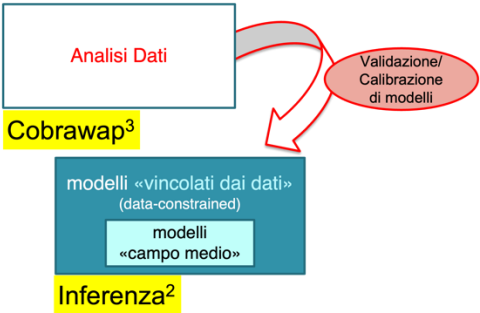 Analisi Dati
Validazione/
Calibrazione
di modelli
Cobrawap³
modelli «vincolati dai dati»
(data-constrained)
modelli
«campo medio»
Inferenza²